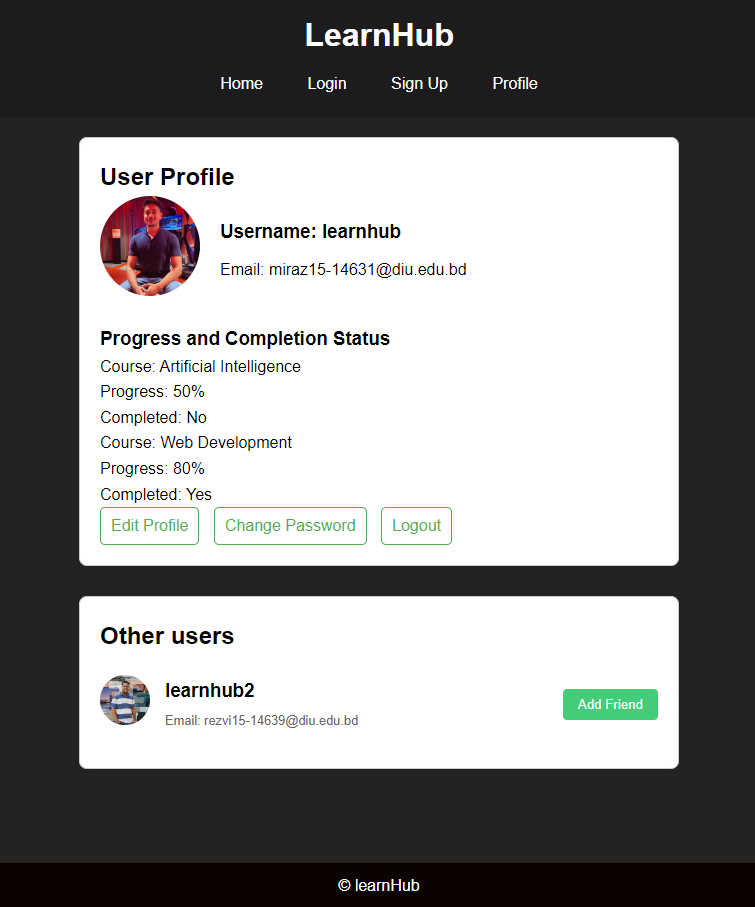 LearnHub
Home Login Sign Up Profile
User Profile
Username: learnhub
Email: miraz15-14631@diu.edu.bd
Progress and Completion Status
Course: Artificial Intelligence
Progress: 50%
Completed: No
Course: Web Development
Progress: 80%
Completed: Yes
Edit Profile Change Password Logout
Other users
learnhub2
Email: rezvi15-14639@diu.edu.bd
Add Friend
© learnHub